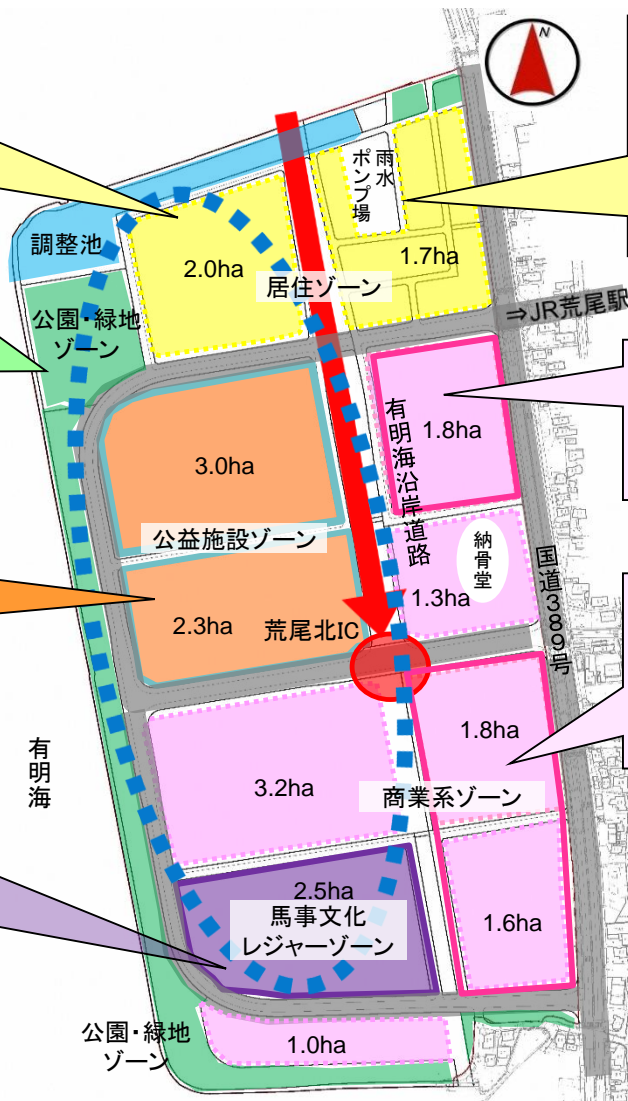 N
雨水
ポンプ場
調整池
2.0ha
1.7ha
居住ゾーン
⇒JR荒尾駅
公園・緑地
ゾーン
有明海沿岸道路
1.8ha
3.0ha
公益施設ゾーン
納骨堂
国道389号
1.3ha
2.3ha
荒尾北IC
有明海
1.8ha
3.2ha
商業系ゾーン
2.5ha
馬事文化
レジャーゾーン
1.6ha
公園・緑地
ゾーン
1.0ha